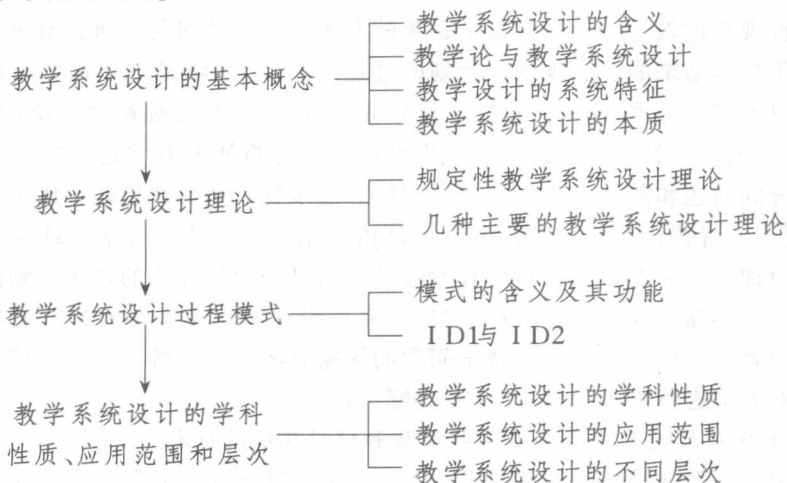 教学系统设计的基本概念
教学系统设计的含义
教学论与教学系统设计
教学设计的系统特征
教学系统设计的本质
教学系统设计理论
规定性教学系统设计理论
几种主要的教学系统设计理论
教学系统设计过程模式
模式的含义及其功能
ID1与 ID2
教学系统设计的学科
性质、应用范围和层次
教学系统设计的学科性质
教学系统设计的应用范围
教学系统设计的不同层次